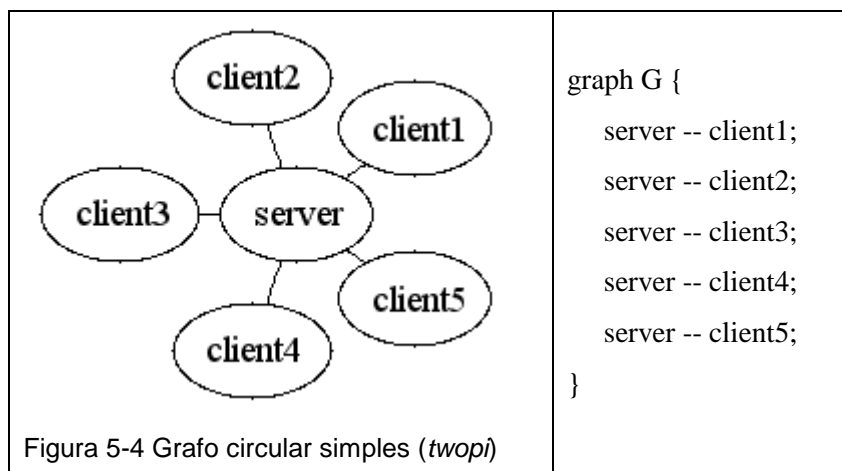 client2
client1
client3
server
client5
client4
Figura 5-4 Grafo circular simples (twopi)
graph G {
server -- client1;
server -- client2;
server -- client3;
server -- client4;
server -- client5;
}